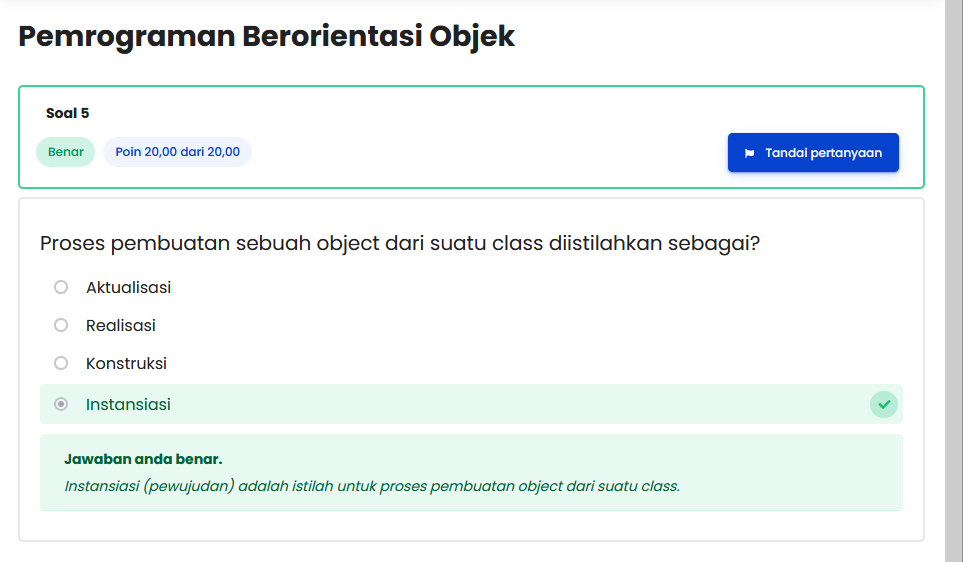 Pemrograman Berorientasi Objek
Soal 5
Benar
Poin 20,00 dari 20,00
Tandai pertanyaan
Proses pembuatan sebuah object dari suatu class diistilahkan sebagai?
Aktualisasi
Realisasi
Konstruksi
Instansiasi
Jawaban anda benar.
Instansiasi (pewujudan) adalah istilah untuk proses pembuatan object dari suatu class.